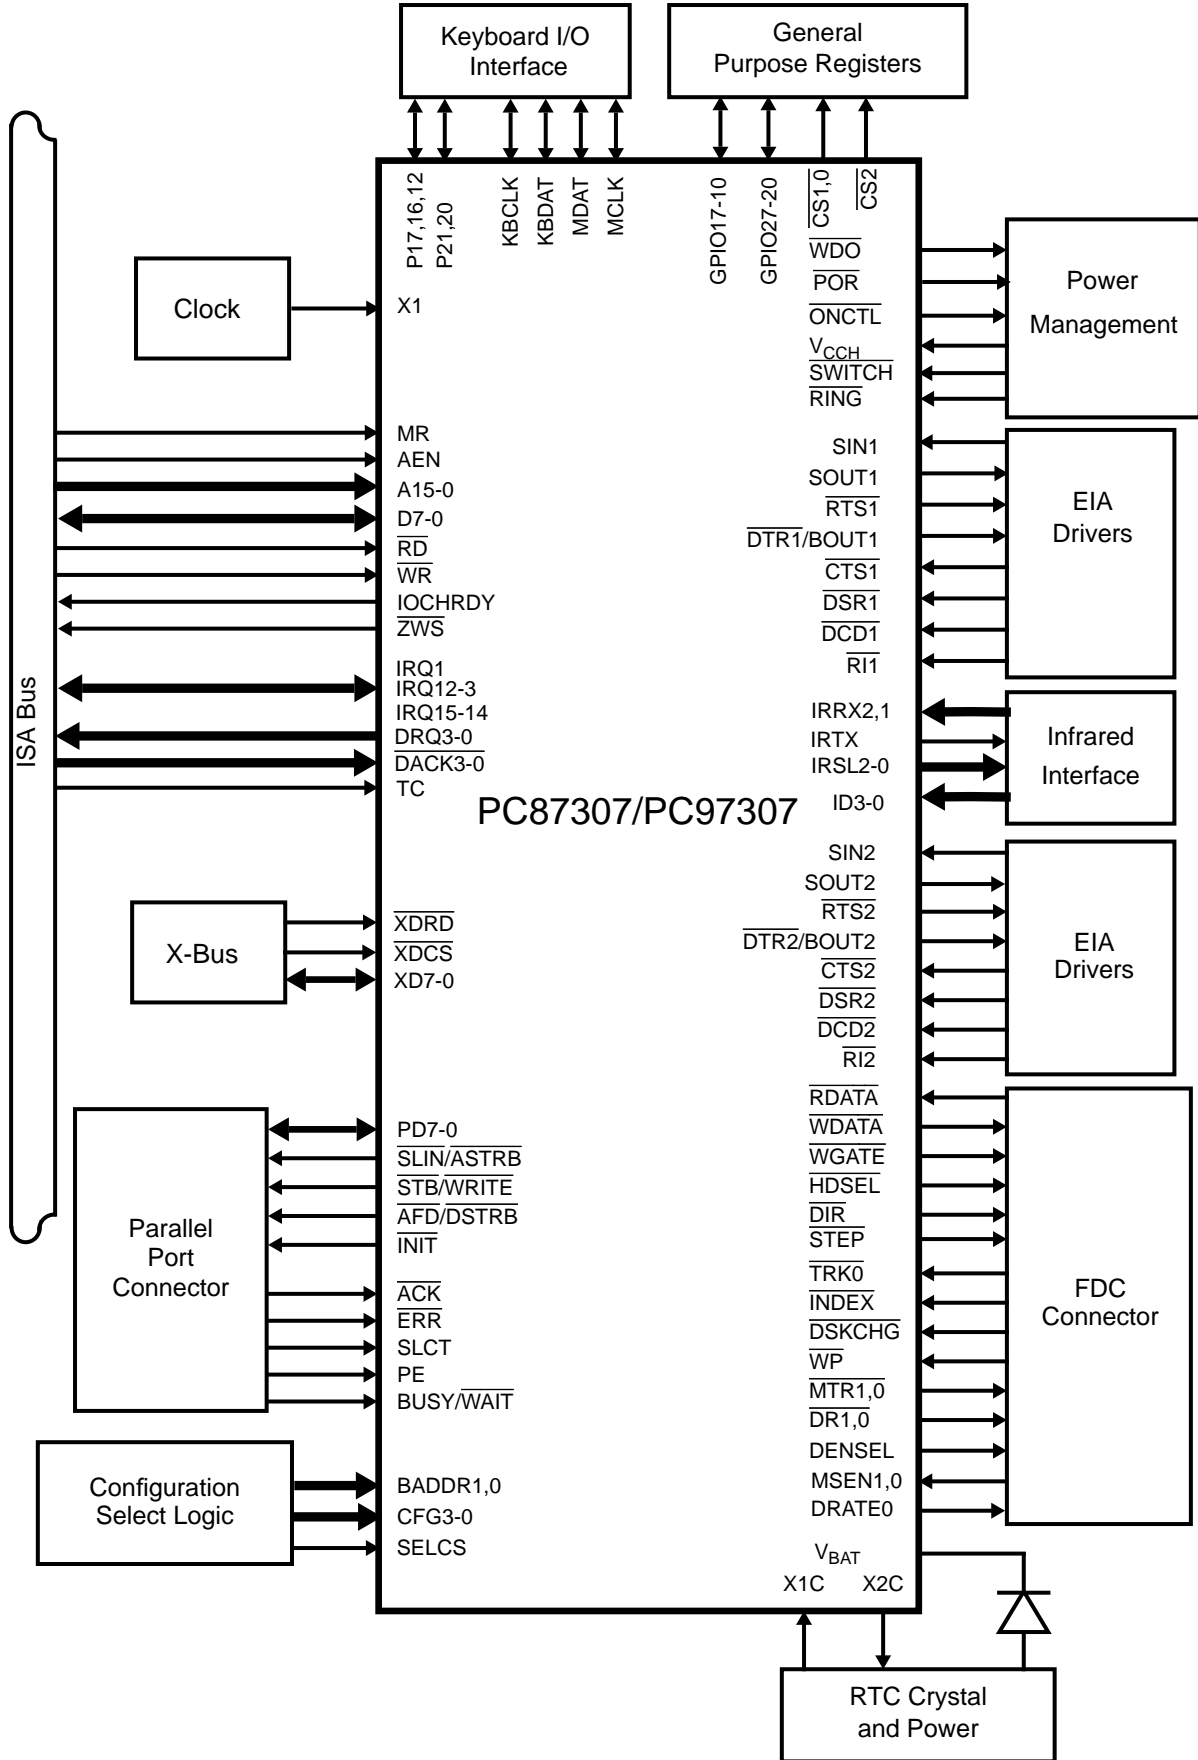 Keyboard I/O
Interface
General
Purpose Registers
P17,16,12
P21,20
KBCLK
KBDAT
MDAT
MCLK
GPIO17-10
GPIO27-20
CS1,0
CS2
ISA Bus
Clock
X1
MR
AEN
A15-0
D7-0
RD
WR
IOCHRDY
ZWS
IRQ1
IRQ12-3
IRQ15-14
DRQ3-0
DACK3-0
TC
X-Bus
XDRD
XDCS
XD7-0
Parallel
Port
Connector
PD7-0
SLIN/ASTRB
STB/WRITE
AFD/DSTRB
INIT
ACK
ERR
SLCT
PE
BUSY/WAIT
Configuration
Select Logic
BADDR1,0
CFG3-0
SELCS
PC87307/PC97307
WDO
POR
ONCTL
VCCH
SWITCH
RING
Power
Management
SIN1
SOUT1
RTS1
DTR1/BOUT1
CTS1
DSR1
DCD1
RI1
EIA
Drivers
IRRX2,1
IRTX
IRSL2-0
ID3-0
Infrared
Interface
SIN2
SOUT2
RTS2
DTR2/BOUT2
CTS2
DSR2
DCD2
RI2
EIA
Drivers
RDATA
WDATA
WGATE
HDSEL
DIR
STEP
TRK0
INDEX
DSKCHG
WP
MTR1,0
DR1,0
DENSEL
MSEN1,0
DRATE0
FDC
Connector
VBAT
X1C X2C
RTC Crystal
and Power